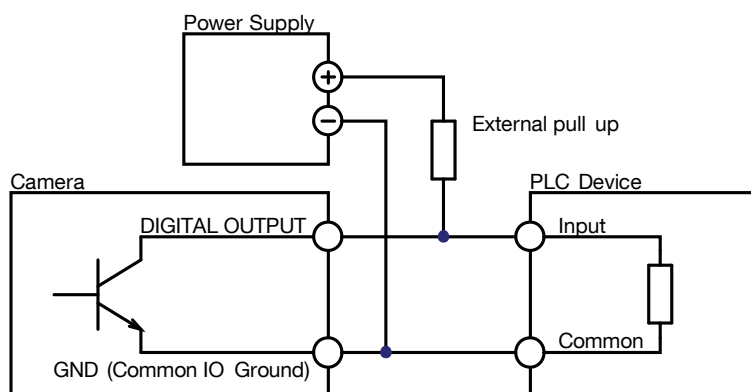 Power Supply
+
−
External pull up
Camera
PLC Device
DIGITAL OUTPUT
Input
Common
GND (Common IO Ground)